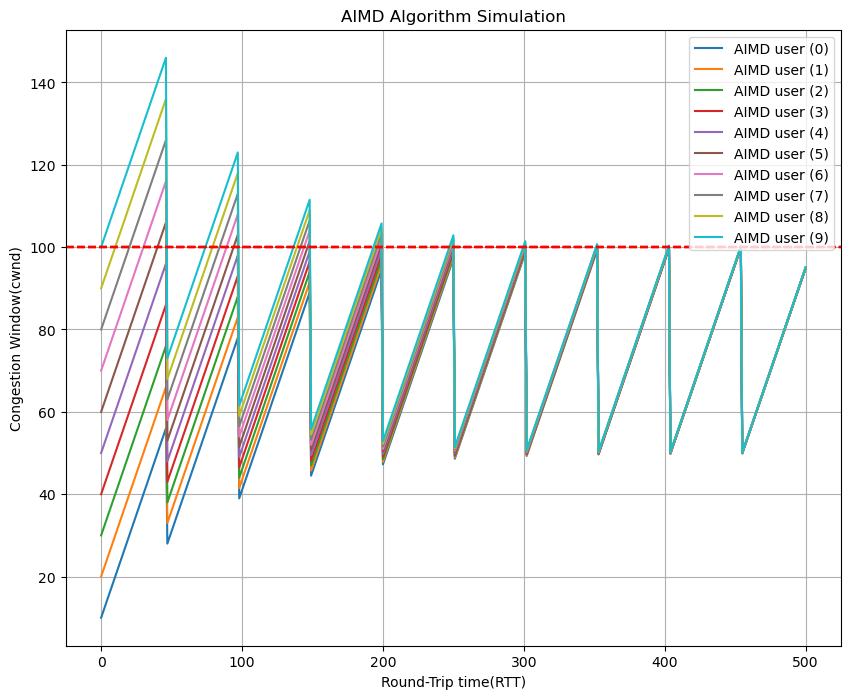 AIMD Algorithm Simulation
AIMD user (0)
AIMD user (1)
AIMD user (2)
AIMD user (3)
AIMD user (4)
AIMD user (5)
AIMD user (6)
AIMD user (7)
AIMD user (8)
AIMD user (9)
Congestion Window(cwnd)
140
120
100
80
60
40
20
0 100 200 300 400 500
Round-Trip time(RTT)